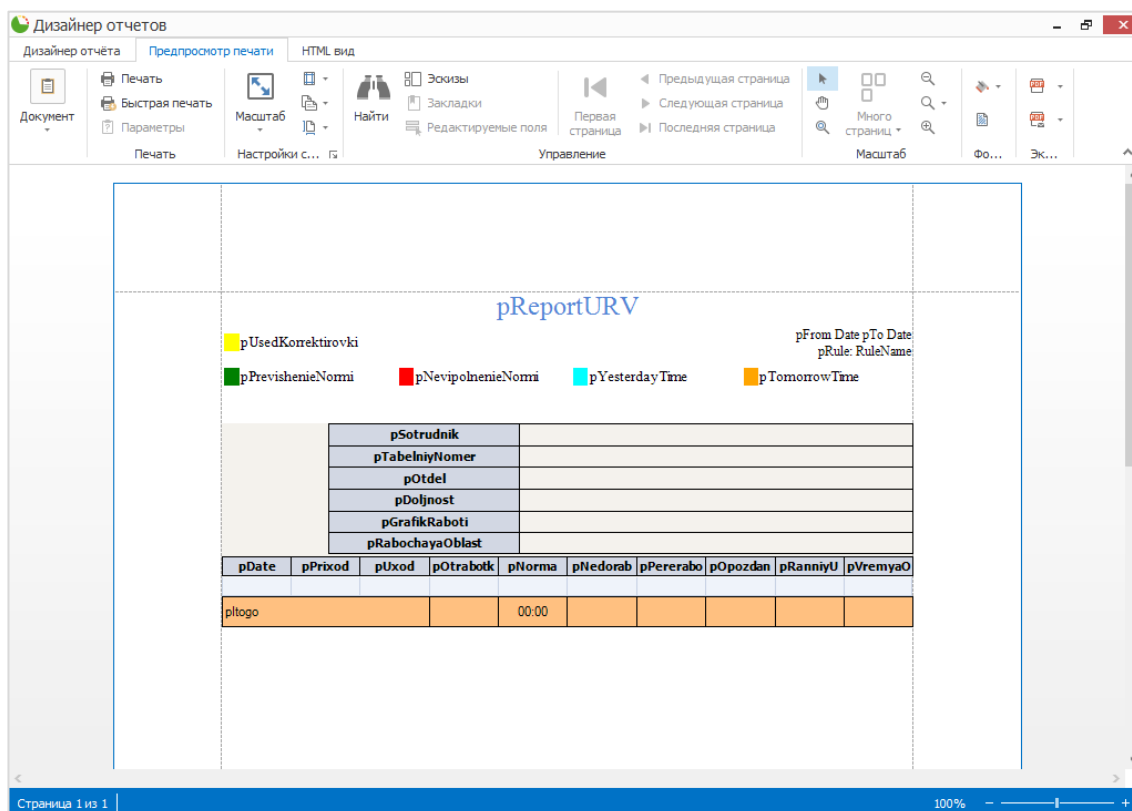 Дизайнер отчетов
Дизайнер отчёта Предпросмотр печати HTML вид
Документ
Печать
Быстрая печать
Параметры
Печать
Масштаб
Настройки с...
Найти
Эскизы
Закладки
Редактируемые поля
Первая страница
Предыдущая страница
Следующая страница
Последняя страница
Управление
Много страниц
Масштаб
Фо...
Эк...
pReportURV
pUsedKorrektirovki
pFrom Date pTo Date
pRule: RuleName
pPrevishenieNormi pNevipolnenieNormi pYesterdayTime pTomorrowTime
pSotrudnik
pTabelniyNomer
pOtdel
pDoljnost
pGrafikRaboti
pRabochayaOblast
pDate pPrixod pUxod pOtrabotk pNorma pNedorab pPererabo pOpozdan pRanniyU pVremyaO
pItogo 00:00
Страница 1 из 1 100%